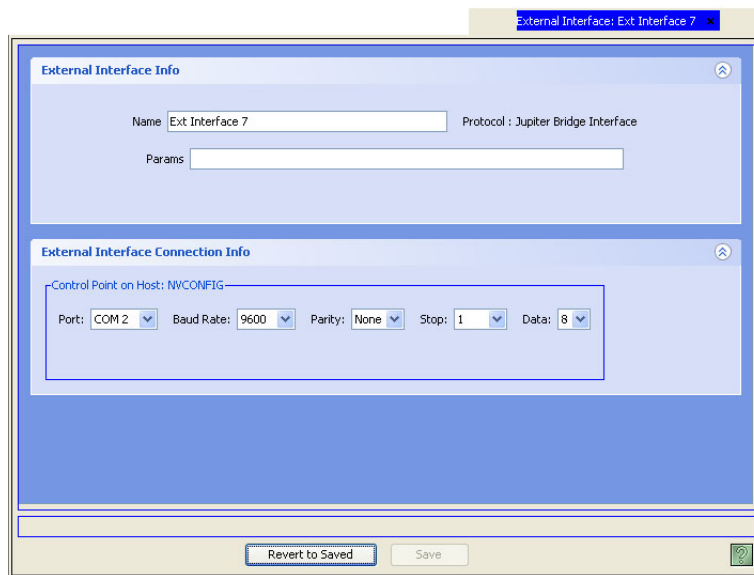 External Interface: Ext Interface 7 x
External Interface Info
Name Ext Interface 7 Protocol : Jupiter Bridge Interface
Params
External Interface Connection Info
Control Point on Host: NVCONFIG
Port: COM 2 Baud Rate: 9600 Parity: None Stop: 1 Data: 8
Revert to Saved Save ?